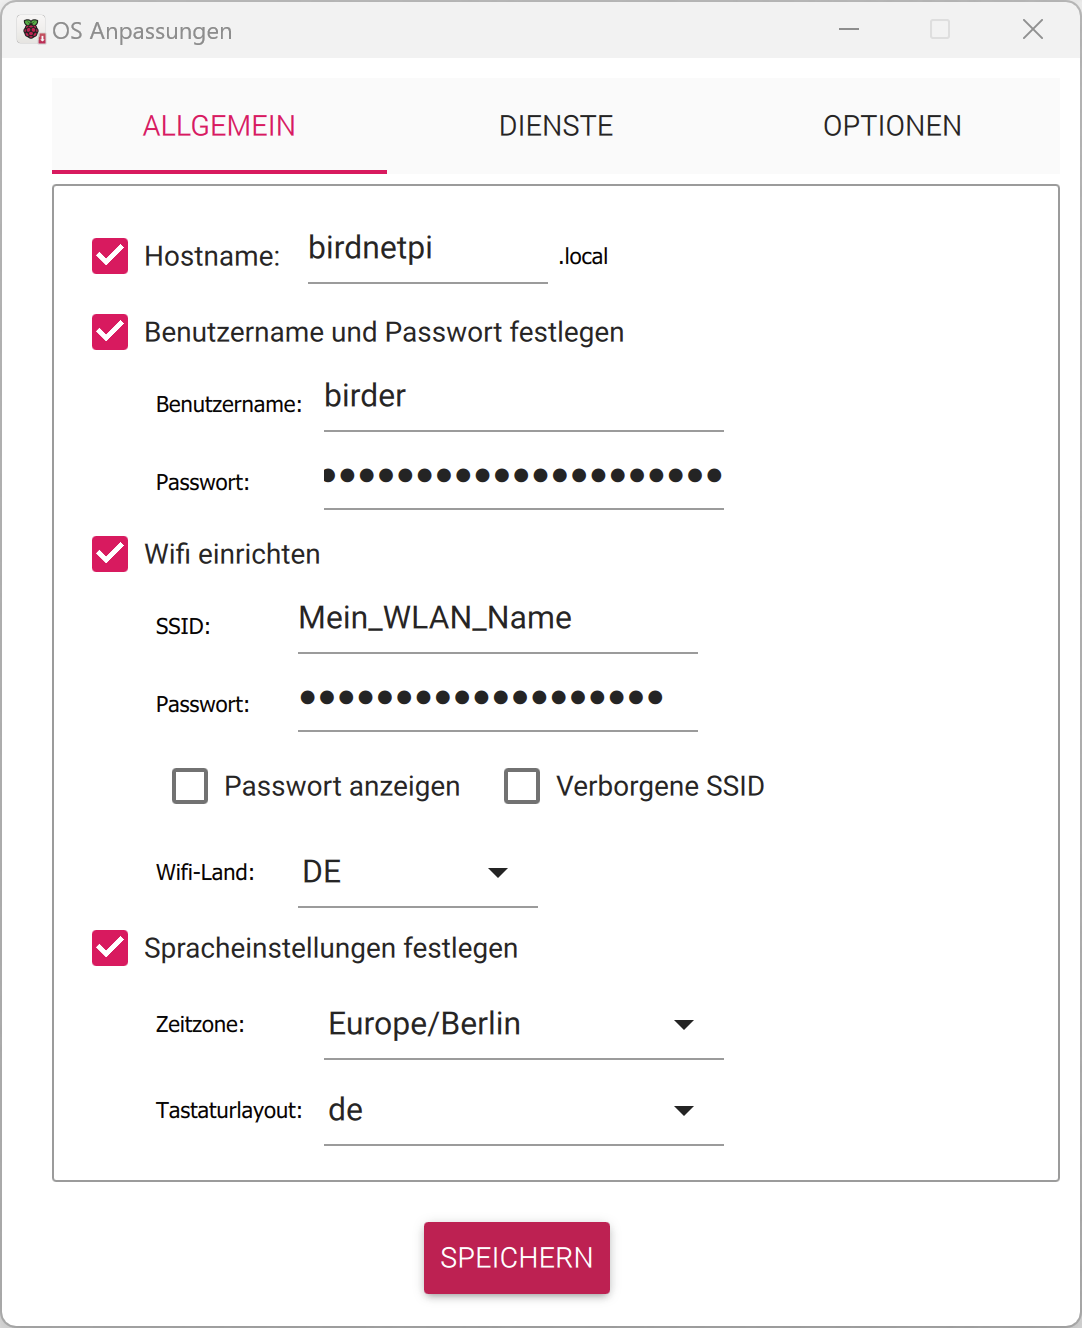 OS Anpassungen
ALLGEMEIN DIENSTE OPTIONEN
Hostname: birdnetpi .local
Benutzername und Passwort festlegen
Benutzername: birder
Passwort: ●●●●●●●●●●●●●●●●●●●●●
Wifi einrichten
SSID: Mein_WLAN_Name
Passwort: ●●●●●●●●●●●●●●●●●●●
Passwort anzeigen Verborgene SSID
Wifi-Land: DE
Spracheinstellungen festlegen
Zeitzone: Europe/Berlin
Tastaturlayout: de
SPEICHERN